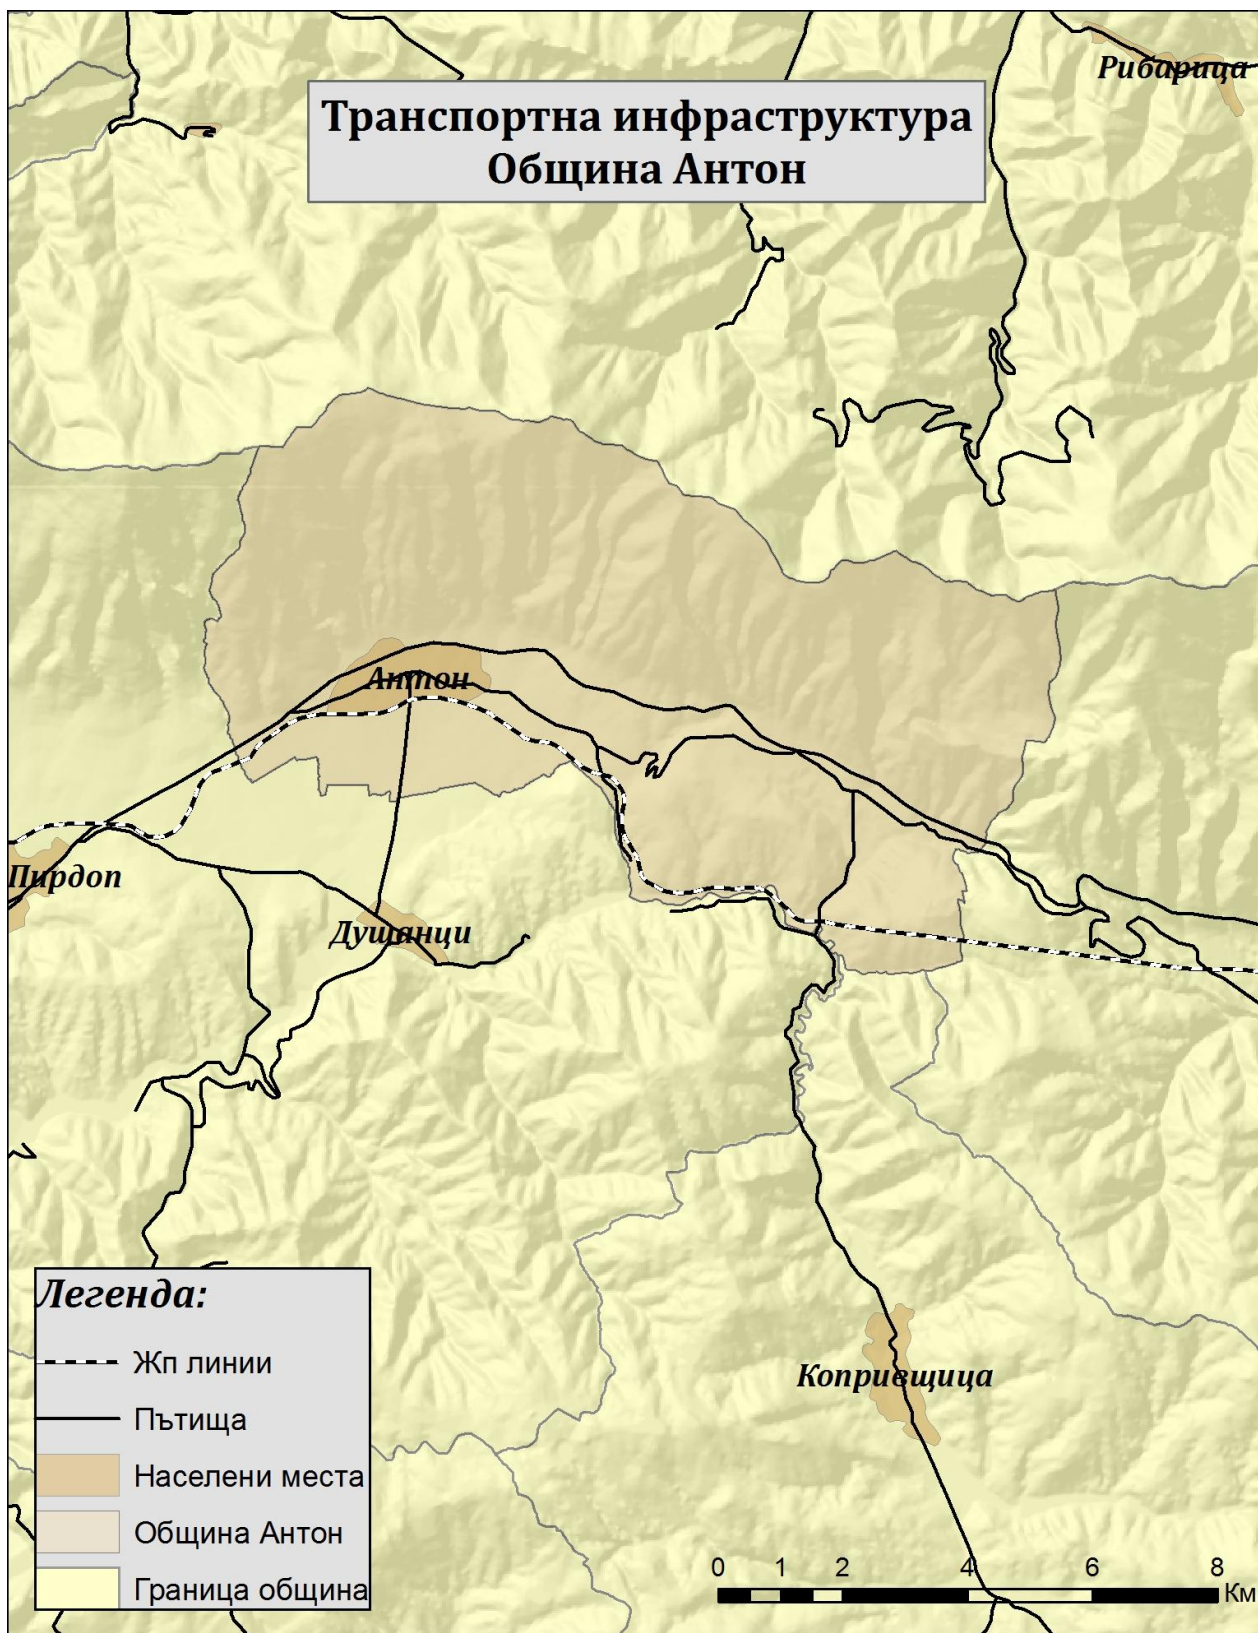 Рибарица
Транспортна инфраструктура
Община Антон
Антон
Пирдоп
Душанци
Копривщица
Легенда:
Жп линии
Пътища
Населени места
Община Антон
Граница община
0 1 2 4 6 8
Км